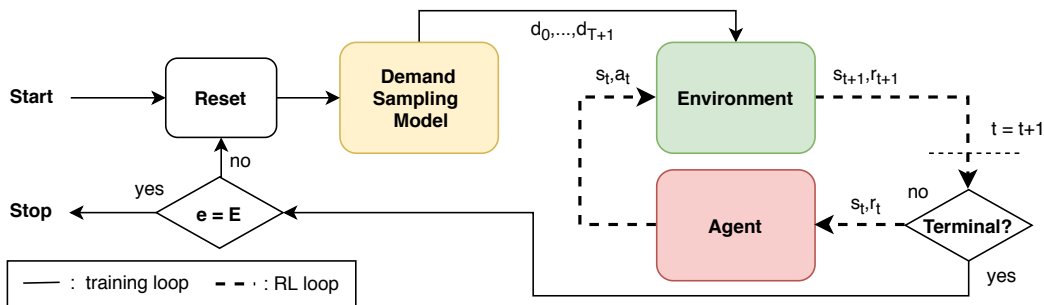 d0,...,dT+1
Start
Reset
Demand
Sampling
Model
st,at
Environment
st+1,rt+1
t = t+1
no
yes
Stop
e = E
Agent
st,rt
no
Terminal?
yes
: training loop
: RL loop